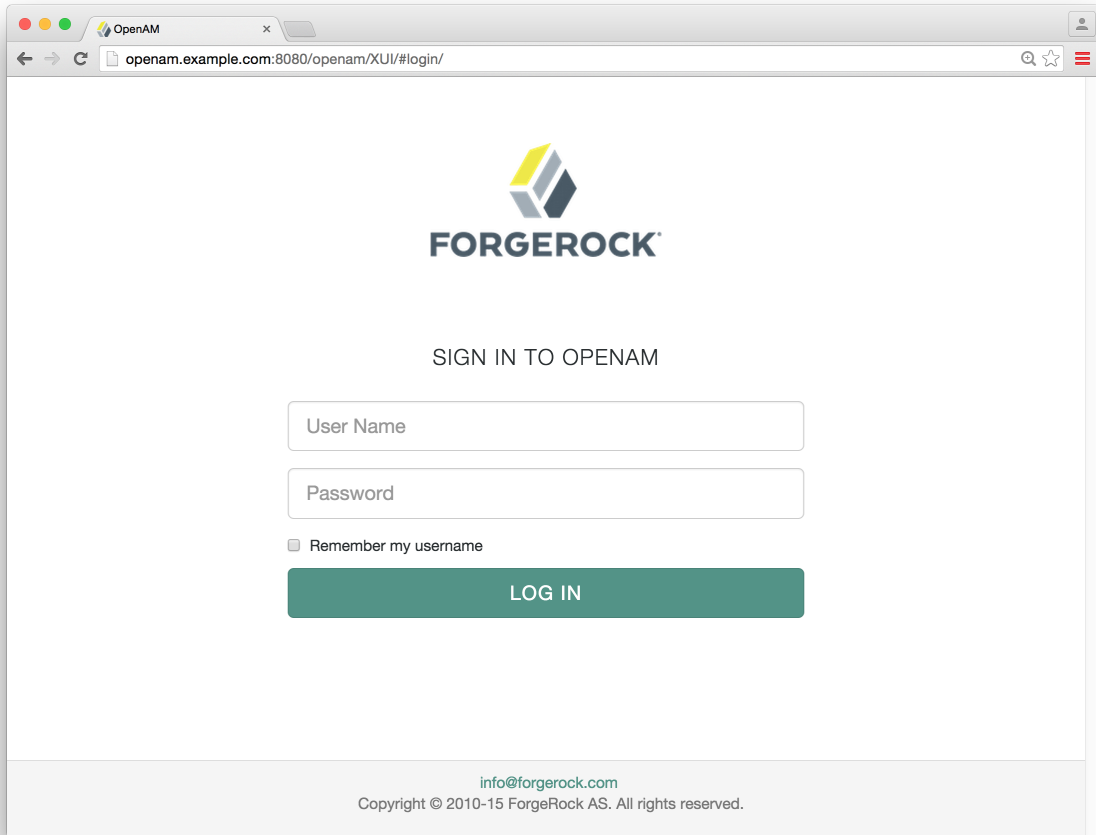 OpenAM
openam.example.com:8080/openam/XUI/#login/
FORGEROCK
SIGN IN TO OPENAM
User Name
Password
Remember my username
LOG IN
info@forgerock.com
Copyright © 2010-15 ForgeRock AS. All rights reserved.